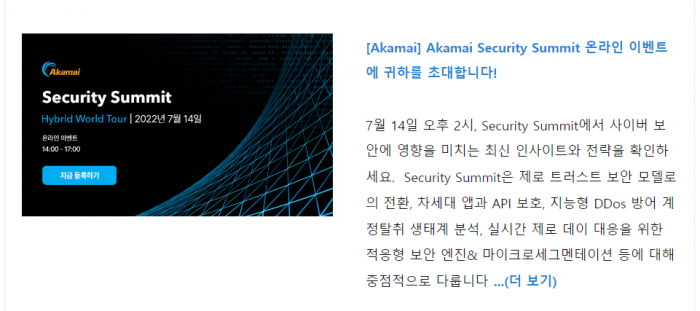 Akamai
Security Summit
Hybrid World Tour | 2022년 7월 14일
온라인 이벤트
14:00 - 17:00
지금 등록하기
[Akamai] Akamai Security Summit 온라인 이벤트
에 귀하를 초대합니다!
7월 14일 오후 2시, Security Summit에서 사이버 보
안에 영향을 미치는 최신 인사이트와 전략을 확인하
세요. Security Summit은 제로 트러스트 보안 모델로
의 전환, 차세대 앱과 API 보호, 지능형 DDos 방어 계
정탈취 생태계 분석, 실시간 제로 데이 대응을 위한
적응형 보안 엔진& 마이크로세그멘테이션 등에 대해
중점적으로 다룹니다 ...(더 보기)